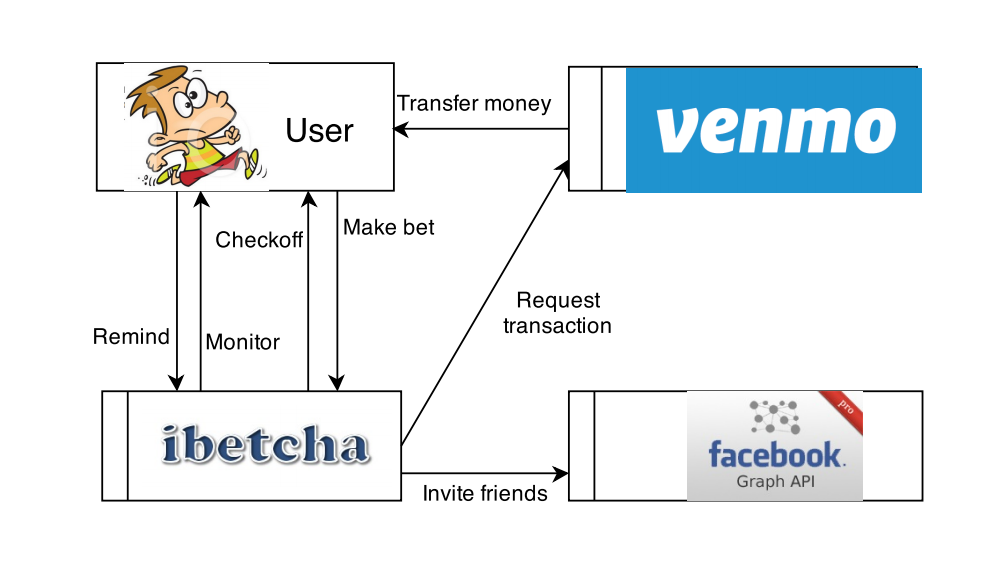 User
Transfer money
venmo
Checkoff
Make bet
Request
transaction
Remind
Monitor
ibetcha
Invite friends
pro
facebook.
Graph API